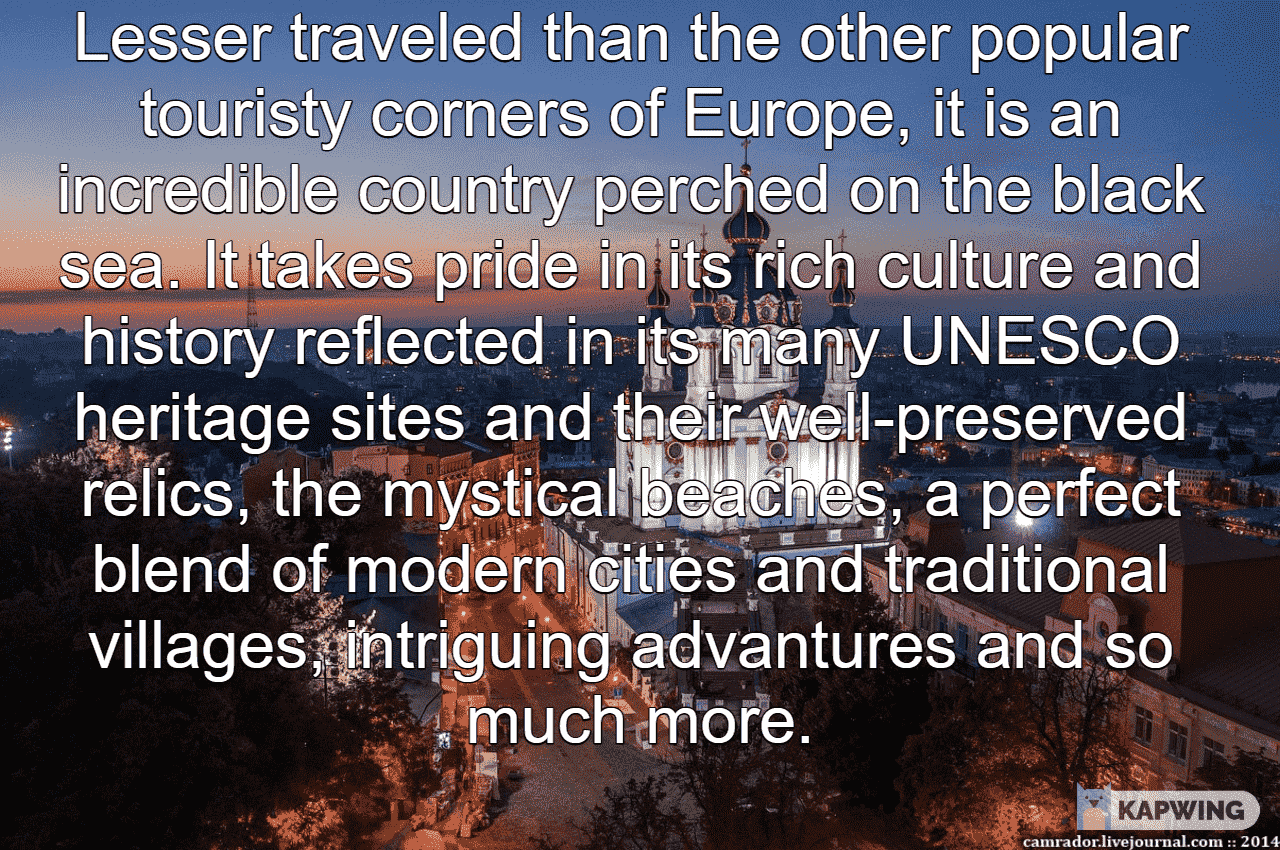 Lesser traveled than the other popular
touristy corners of Europe, it is an
incredible country perched on the black
sea. It takes pride in its rich culture and
history reflected in its many UNESCO
heritage sites and their well-preserved
relics, the mystical beaches, a perfect
blend of modern cities and traditional
villages, intriguing advantures and so
much more.
KAPWING
camrador.livejournal.com :: 2014